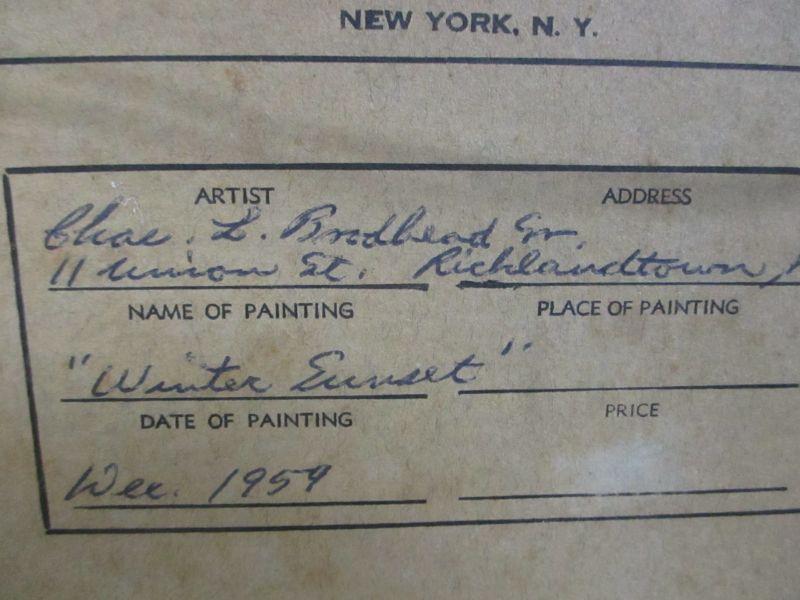 NEW YORK, N. Y.
ARTIST ADDRESS
Chas. L. Brodhead Sr.
11 Union St. Richlandtown,
NAME OF PAINTING PLACE OF PAINTING
"Winter Sunset"
DATE OF PAINTING PRICE
Dec. 1959